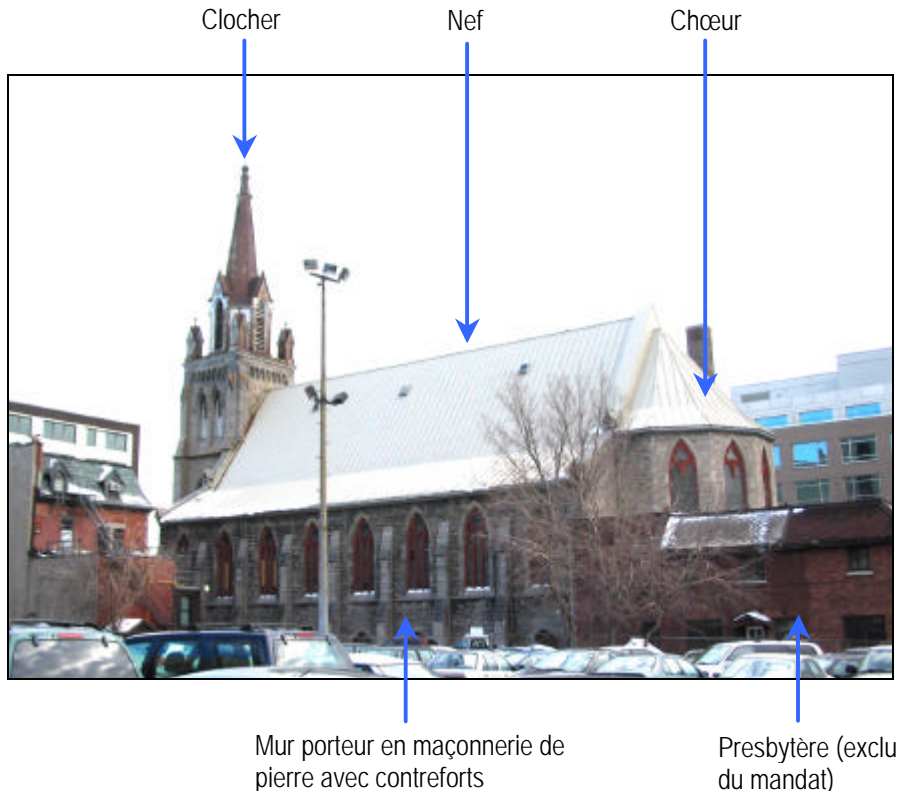 Clocher
Nef
Chœur
Mur porteur en maçonnerie de
pierre avec contreforts
Presbytère (exclu
du mandat)